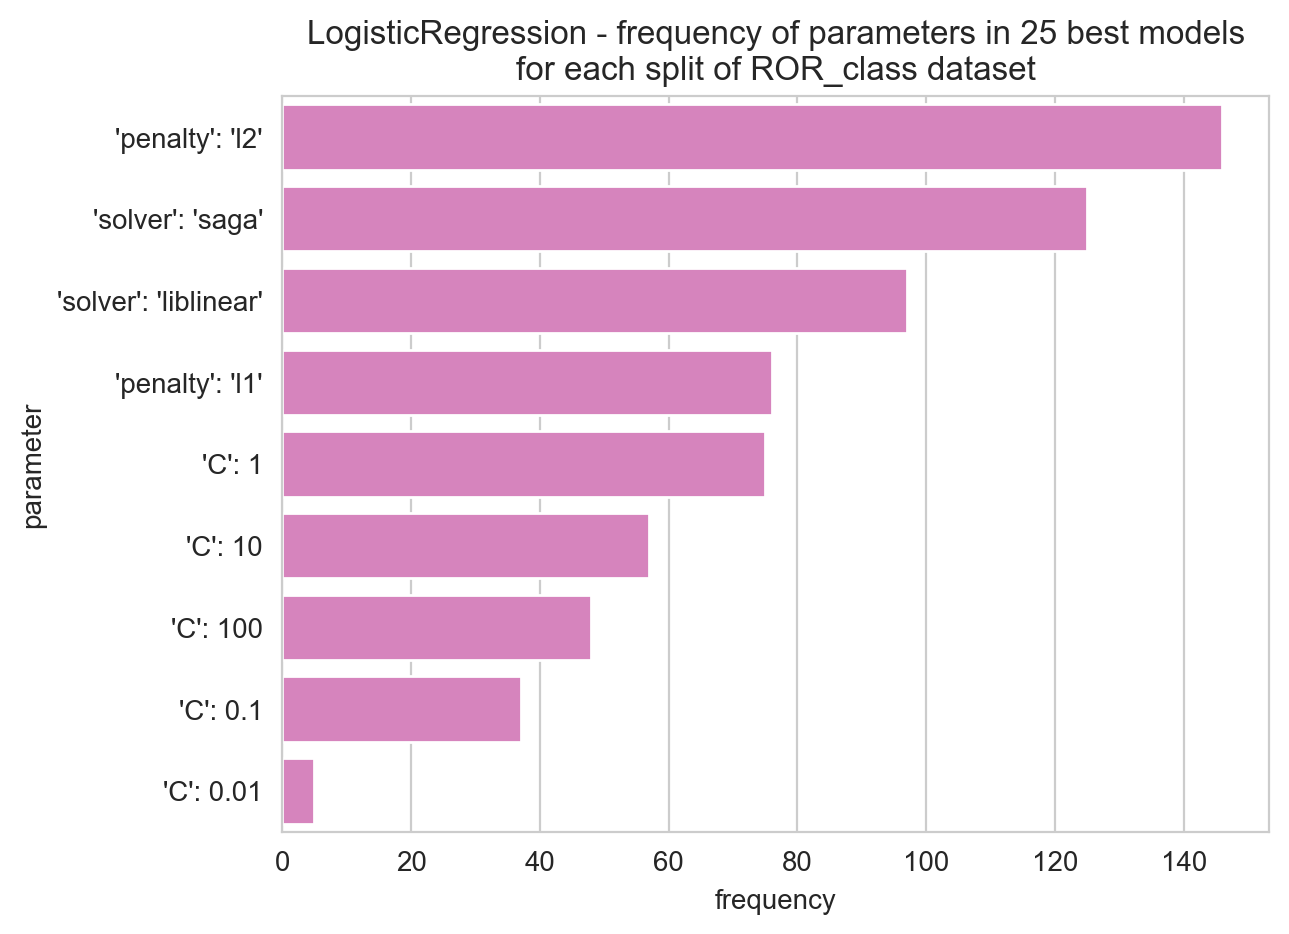 LogisticRegression - frequency of parameters in 25 best models
for each split of ROR_class dataset
parameter
'penalty': 'l2'
'solver': 'saga'
'solver': 'liblinear'
'penalty': 'l1'
'C': 1
'C': 10
'C': 100
'C': 0.1
'C': 0.01
0 20 40 60 80 100 120 140
frequency